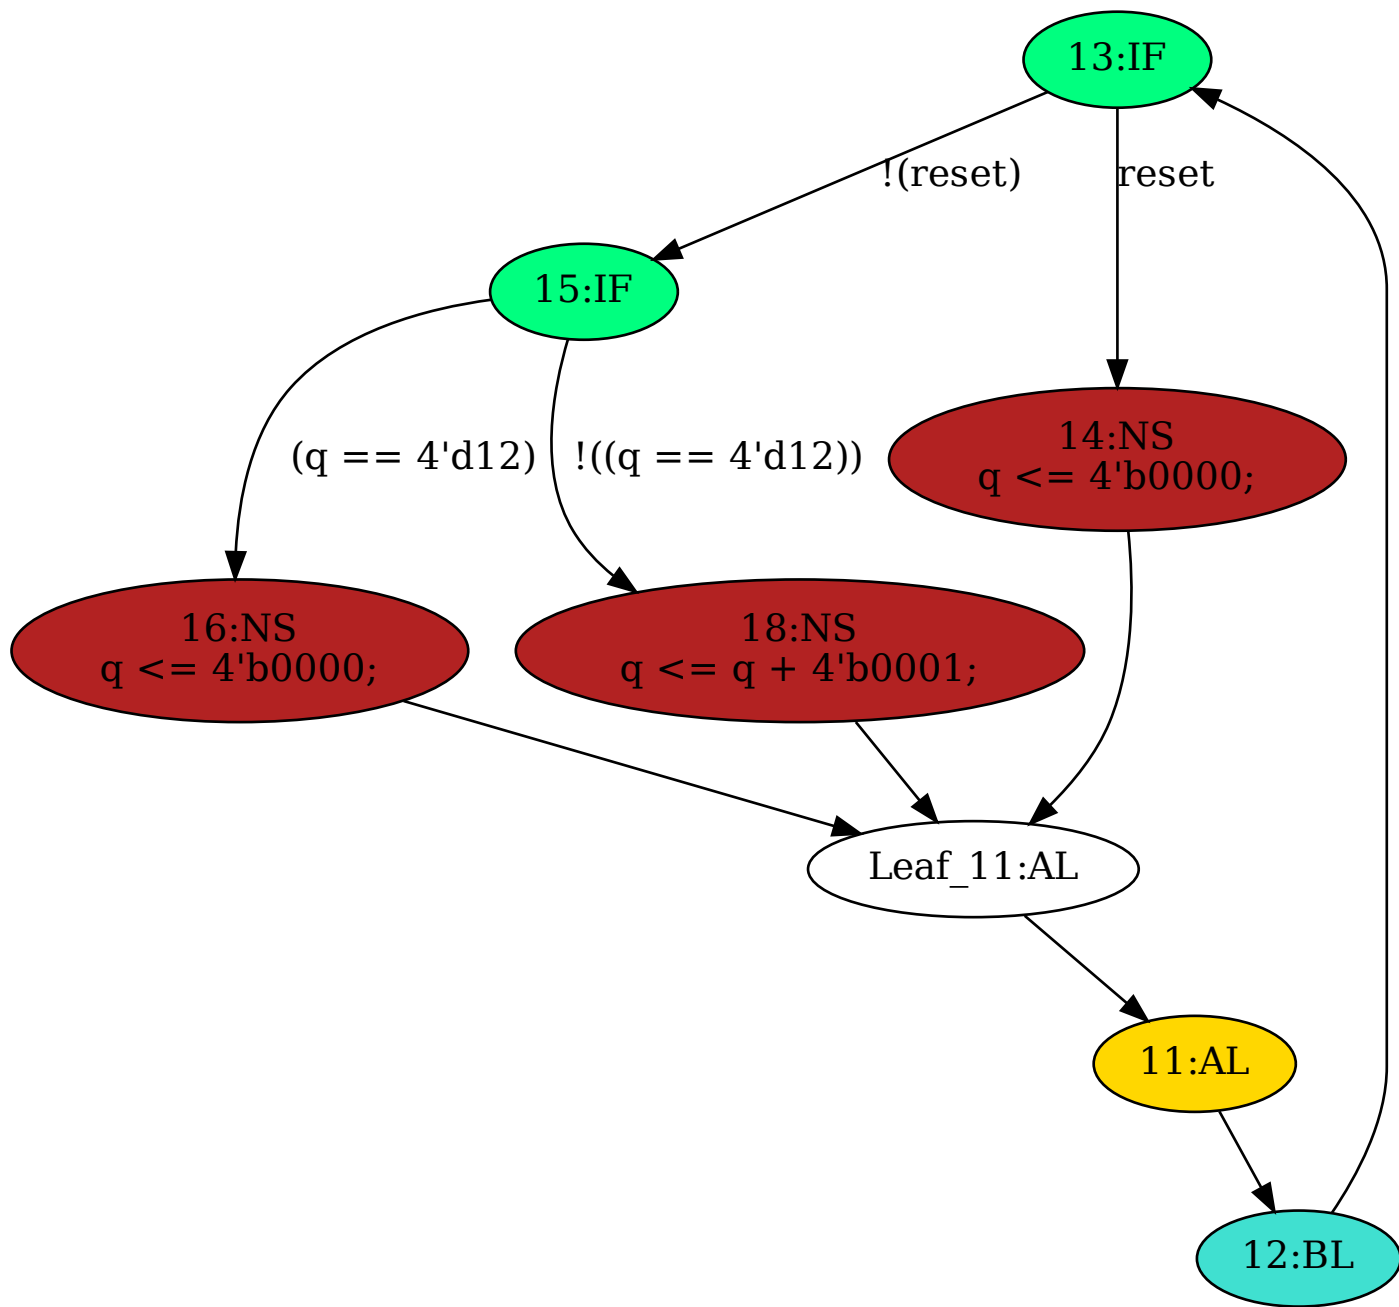 13:IF
!(reset)
reset
15:IF
(q == 4'd12)
!((q == 4'd12))
14:NS
q <= 4'b0000;
16:NS
q <= 4'b0000;
18:NS
q <= q + 4'b0001;
Leaf_11:AL
11:AL
12:BL